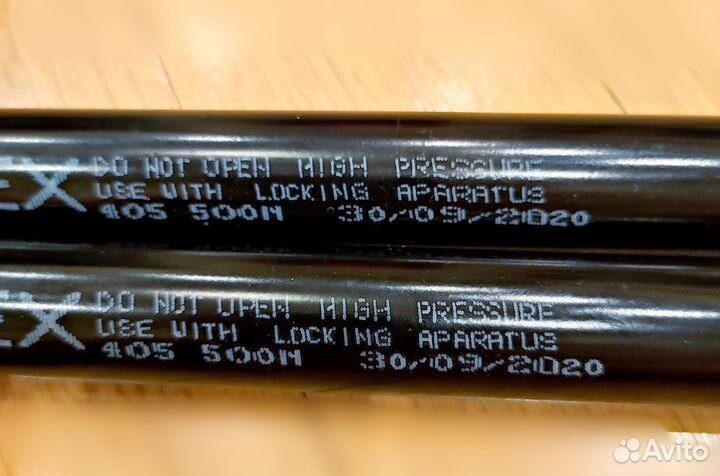 EX DO NOT OPEN HIGH PRESSURE
USE WITH LOCKING APARATUS
405 500N 30/09/2020
EX DO NOT OPEN HIGH PRESSURE
USE WITH LOCKING APARATUS
405 500N 30/09/2020
Avito